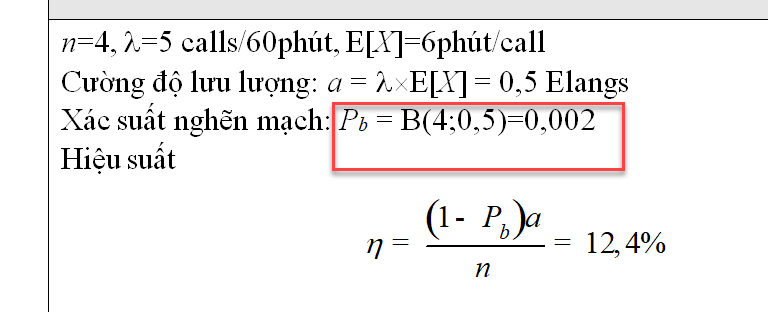 n=4, λ=5 calls/60phút, E[X]=6phút/call
Cường độ lưu lượng: a = λ×E[X] = 0,5 Elangs
Xác suất nghẽn mạch: Pb = B(4;0,5)=0,002
Hiệu suất
η = (1- Pb)a / n = 12,4%